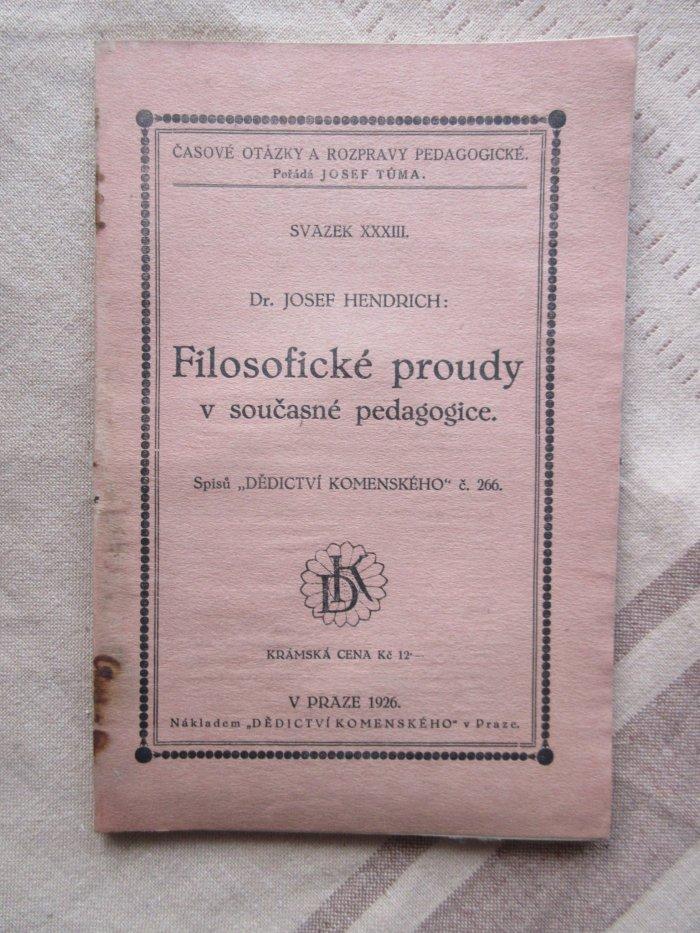 ČASOVÉ OTÁZKY A ROZPRAVY PEDAGOGICKÉ.
Pořádá JOSEF TŮMA.
SVAZEK XXXIII.
Dr. JOSEF HENDRICH:
Filosofické proudy
v současné pedagogice.
Spisů „DĚDICTVÍ KOMENSKÉHO“ č. 266.
DK
KRÁMSKÁ CENA Kč 12·—
V PRAZE 1926.
Nákladem „DĚDICTVÍ KOMENSKÉHO“ v Praze.